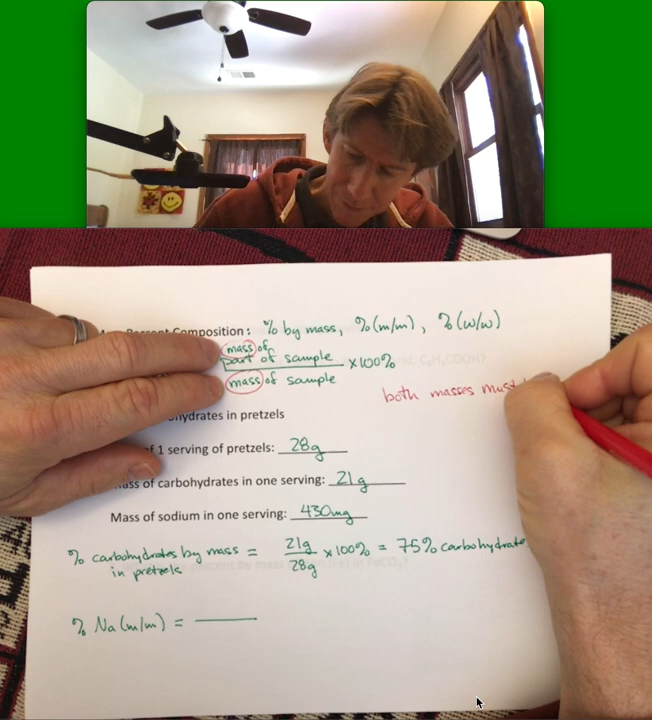 Percent Composition: % by mass, %(m/m), %(w/w)
mass of
part of sample
mass of sample
×100%
both masses must
hydrates in pretzels
of 1 serving of pretzels: 28g
ass of carbohydrates in one serving: 21g
Mass of sodium in one serving: 430mg
% carbohydrates by mass = 21g ×100% = 75% carbohydrate
in pretzels 28g
% Na (m/m) =